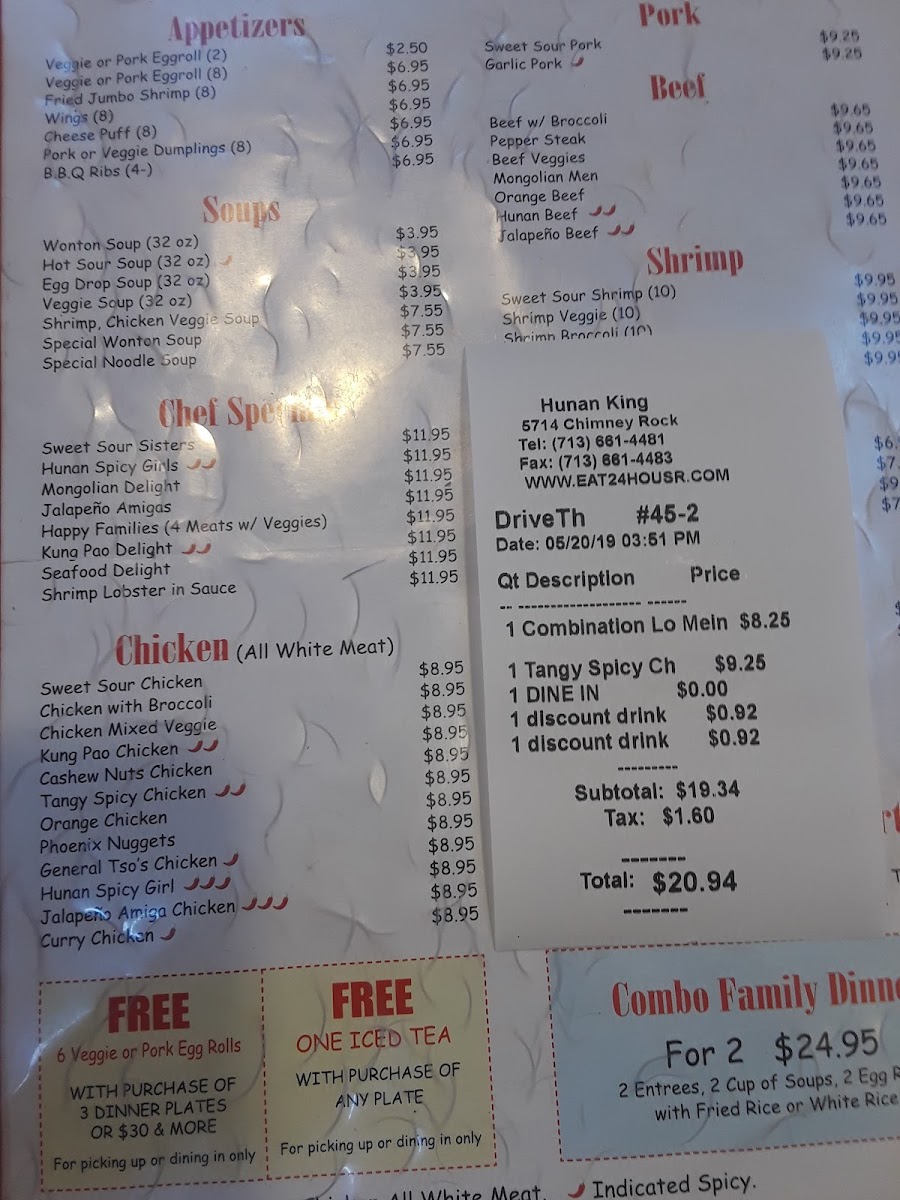 Appetizers
Veggie or Pork Eggroll (2) $2.50
Veggie or Pork Eggroll (8) $6.95
Fried Jumbo Shrimp (8) $6.95
Wings (8) $6.95
Cheese Puff (8) $6.95
Pork or Veggie Dumplings (8) $6.95
B.B.Q Ribs (4-) $6.95
Soups
Wonton Soup (32 oz) $3.95
Hot Sour Soup (32 oz) $3.95
Egg Drop Soup (32 oz) $3.95
Veggie Soup (32 oz) $3.95
Shrimp, Chicken Veggie Soup $7.55
Special Wonton Soup $7.55
Special Noodle Soup $7.55
Chef
Sweet Sour Sisters $11.95
Hunan Spicy Girls $11.95
Mongolian Delight $11.95
Jalapeño Amigas $11.95
Happy Families (4 Meats w/ Veggies) $11.95
Kung Pao Delight $11.95
Seafood Delight $11.95
Shrimp Lobster in Sauce $11.95
Chicken (All White Meat)
Sweet Sour Chicken $8.95
Chicken with Broccoli $8.95
Chicken Mixed Veggie $8.95
Kung Pao Chicken $8.95
Cashew Nuts Chicken $8.95
Tangy Spicy Chicken $8.95
Orange Chicken $8.95
Phoenix Nuggets $8.95
General Tso's Chicken $8.95
Hunan Spicy Girl $8.95
Jalapeño Amiga Chicken $8.95
Curry Chicken $8.95
FREE
6 Veggie or Pork Egg Rolls
WITH PURCHASE OF
3 DINNER PLATES
OR $30 & MORE
For picking up or dining in only
FREE
ONE ICED TEA
WITH PURCHASE OF
ANY PLATE
For picking up or dining in only
Pork
Sweet Sour Pork $9.25
Garlic Pork $9.25
Beef
Beef w/ Broccoli $9.65
Pepper Steak $9.65
Beef Veggies $9.65
Mongolian Men $9.65
Orange Beef $9.65
Hunan Beef $9.65
Jalapeño Beef $9.65
Shrimp
Sweet Sour Shrimp (10) $9.95
Shrimp Veggie (10) $9.95
Shrimp Broccoli (10) $9.95
Hunan King
5714 Chimney Rock
Tel: (713) 661-4481
Fax: (713) 661-4483
WWW.EAT24HOUSR.COM
DriveTh #45-2
Date: 05/20/19 03:51 PM
Qt Description Price
-- -------------------- ------
1 Combination Lo Mein $8.25
1 Tangy Spicy Ch $9.25
1 DINE IN $0.00
1 discount drink $0.92
1 discount drink $0.92
---------
Subtotal: $19.34
Tax: $1.60
-------
Total: $20.94
-------
Combo Family
For 2 $24.95
2 Entrees, 2 Cup of Soups, 2 Egg
with Fried Rice or White Rice
All White Meat. Indicated Spicy.